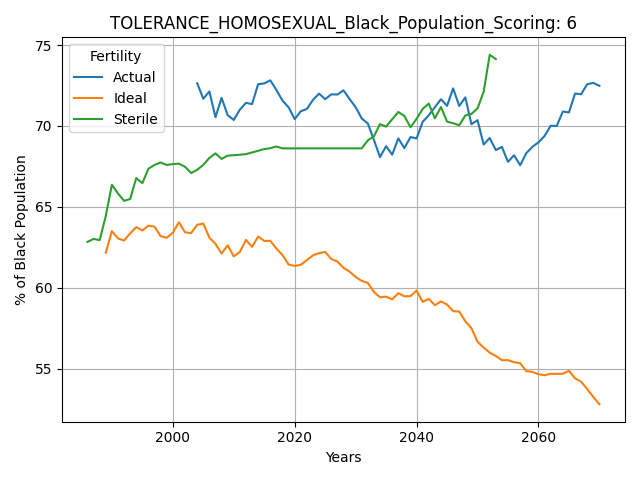 TOLERANCE_HOMOSEXUAL_Black_Population_Scoring: 6
75
70
65
60
55
% of Black Population
Fertility
Actual
Ideal
Sterile
2000
2020
2040
2060
Years